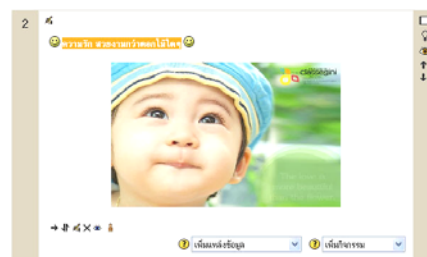 2
ความรัก สวยงามกว่าดอกไม้ใดๆ
classegini
เพิ่มแหล่งข้อมูล
เพิ่มกิจกรรม